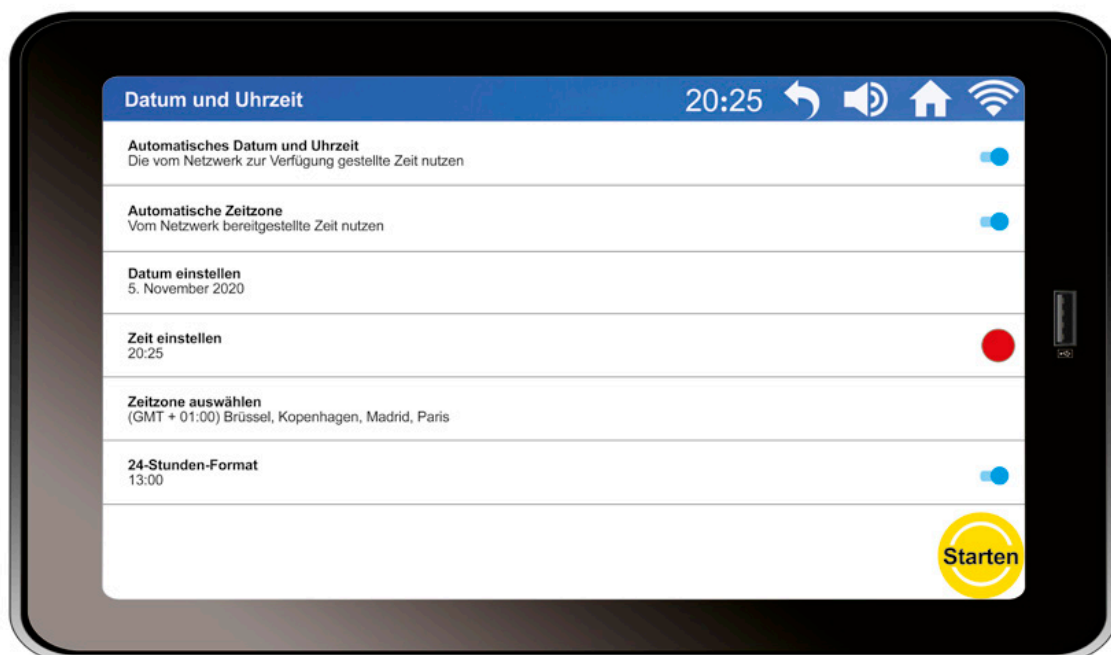 Datum und Uhrzeit 20:25
Automatisches Datum und Uhrzeit
Die vom Netzwerk zur Verfügung gestellte Zeit nutzen
Automatische Zeitzone
Vom Netzwerk bereitgestellte Zeit nutzen
Datum einstellen
5. November 2020
Zeit einstellen
20:25
Zeitzone auswählen
(GMT + 01:00) Brüssel, Kopenhagen, Madrid, Paris
24-Stunden-Format
13:00
Starten